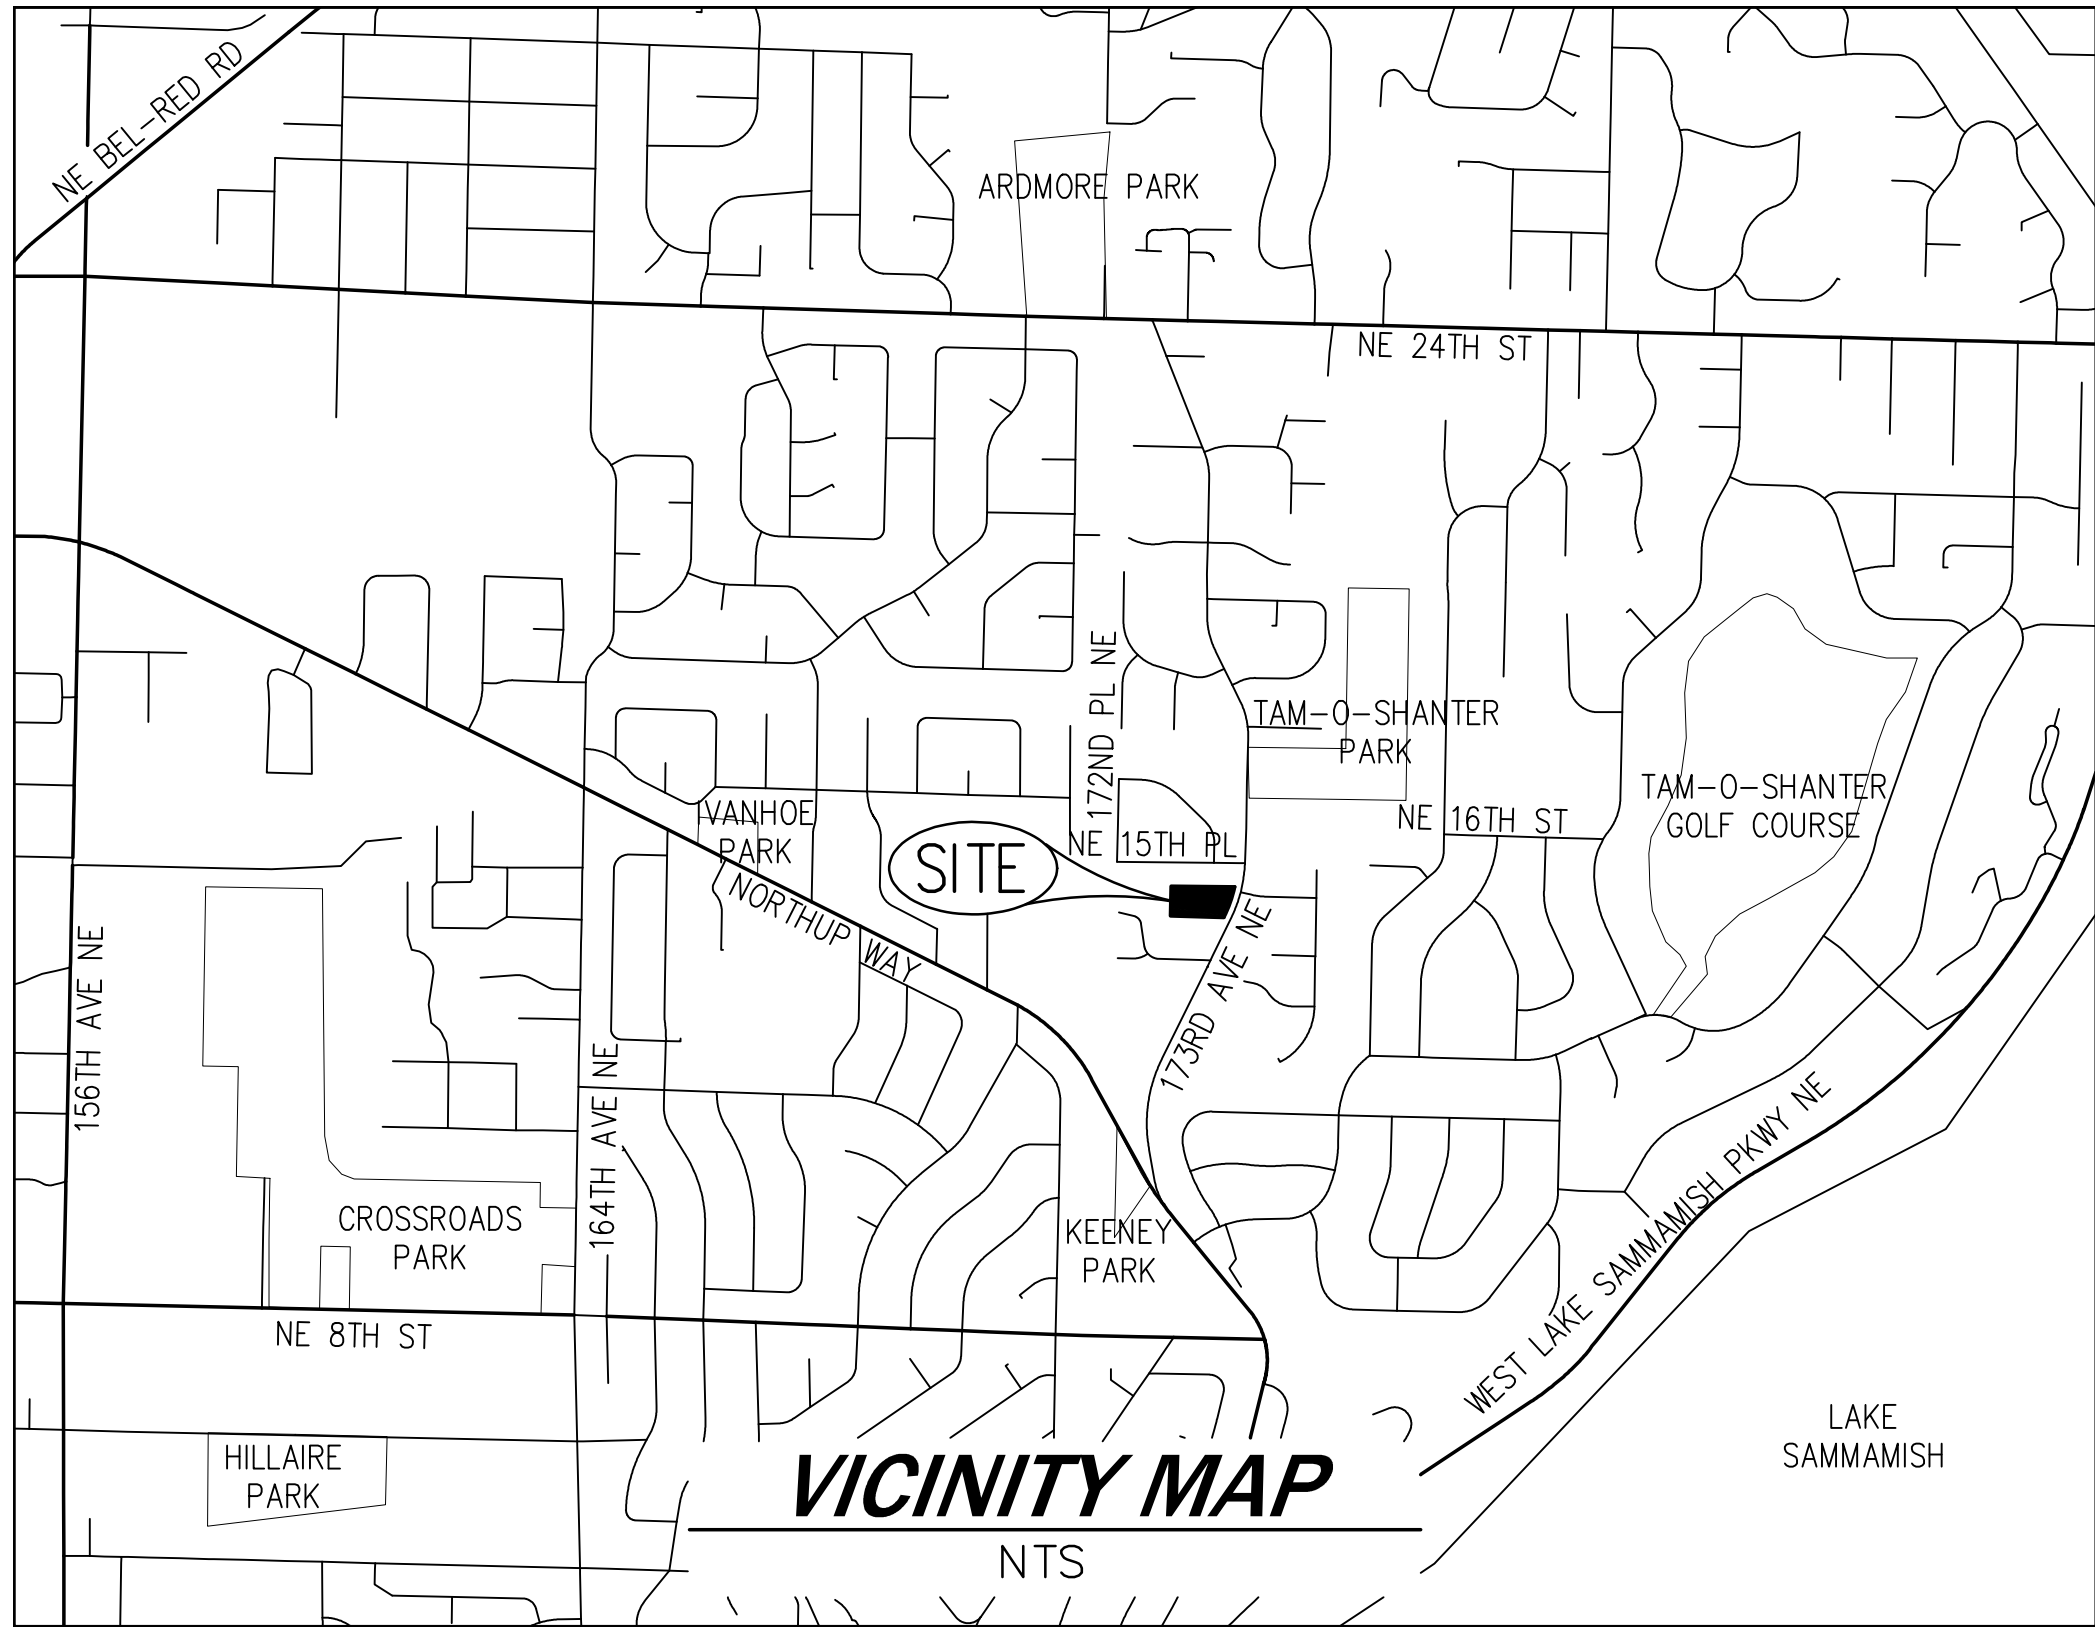 NE BEL-RED RD
ARDMORE PARK
NE 24TH ST
172ND PL NE
TAM-O-SHANTER
PARK
TAM-O-SHANTER
GOLF COURSE
IVANHOE
PARK
NE 16TH ST
NE 15TH PL
SITE
NORTHUP WAY
156TH AVE NE
173RD AVE NE
164TH AVE NE
WEST LAKE SAMMAMISH PKWY NE
CROSSROADS
PARK
KEENEY
PARK
NE 8TH ST
LAKE
SAMMAMISH
HILLAIRE
PARK
VICINITY MAP
NTS